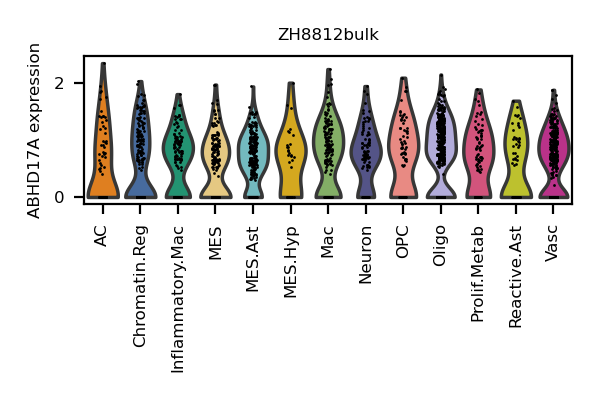 ZH8812bulk
ABHD17A expression
2
0
AC
Chromatin.Reg
Inflammatory.Mac
MES
MES.Ast
MES.Hyp
Mac
Neuron
OPC
Oligo
Prolif.Metab
Reactive.Ast
Vasc